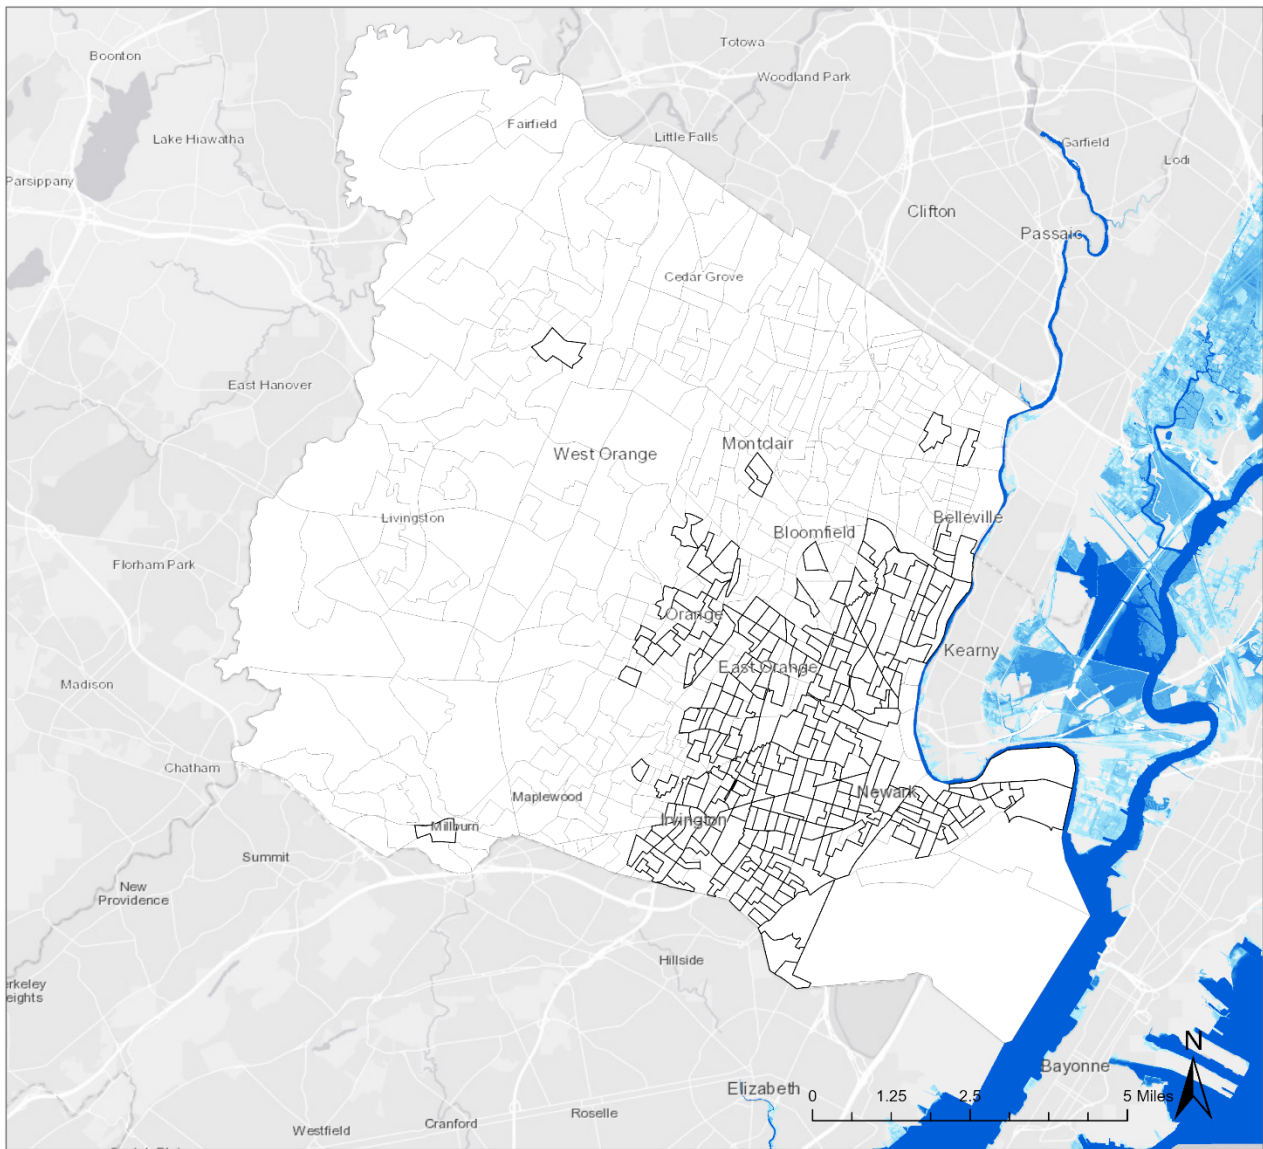 Boonton
Totowa
Woodland Park
Fairfield
Little Falls
Lake Hiawatha
Garfield
Lodi
Parsippany
Clifton
Passaic
Cedar Grove
East Hanover
Montclair
West Orange
Livingston
Belleville
Bloomfield
Florham Park
Orange
Kearny
East Orange
Madison
Chatham
Maplewood
Newark
Irvington
Millburn
Summit
New
Providence
Hillside
erkeley
eights
N
Bayonne
Elizabeth
0 1.25 2.5 5 Miles
Roselle
Cranford
Westfield